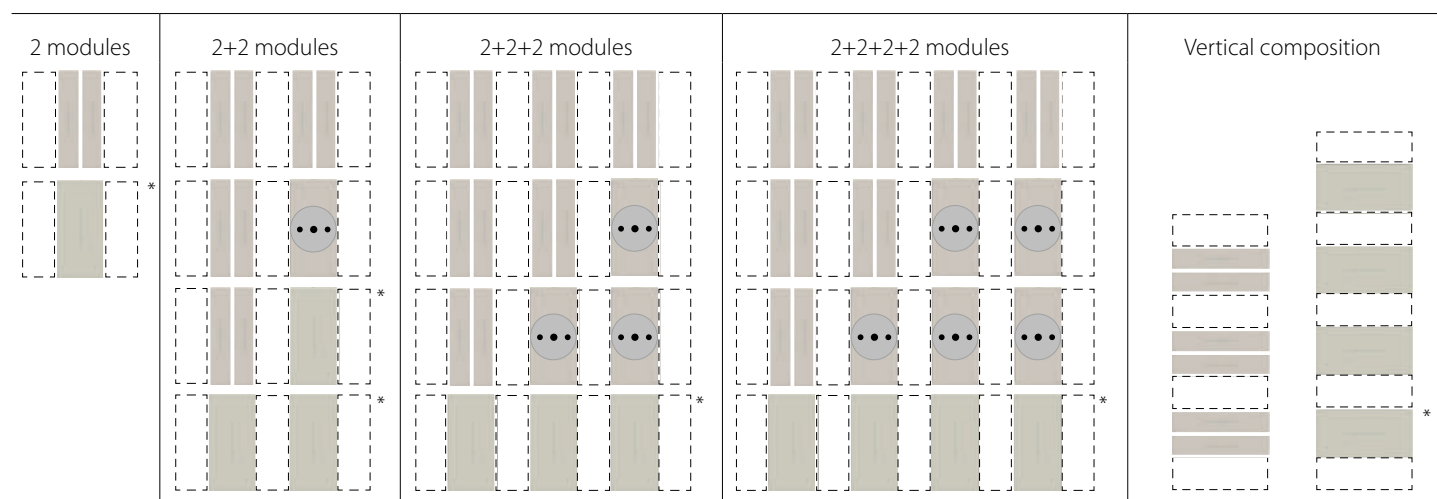 2 modules
2+2 modules
2+2+2 modules
2+2+2+2 modules
Vertical composition
*
*
*
*
*
*